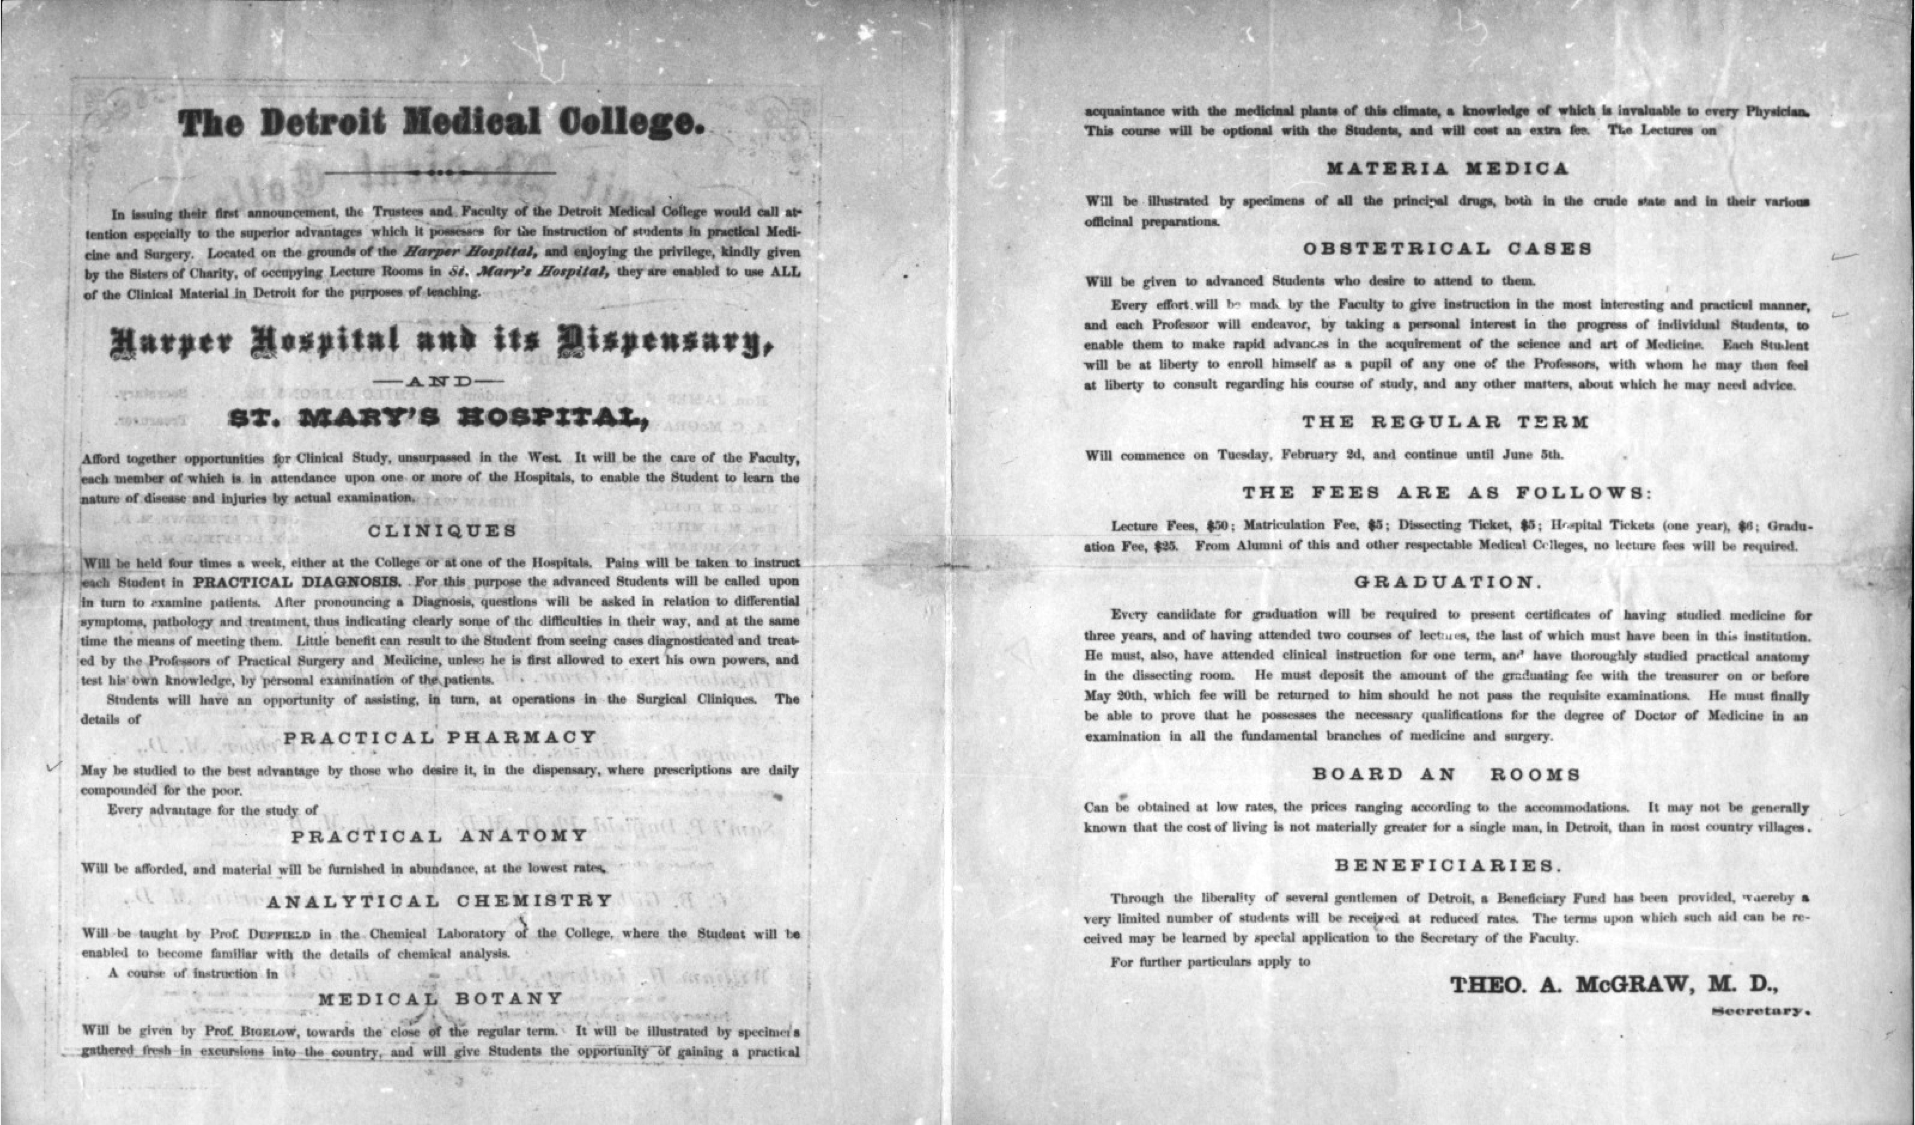 The Detroit Medical College.
In issuing their first announcement, the Trustees and Faculty of the Detroit Medical College would call at-
tention especially to the superior advantages which it possesses for the instruction of students in practical Medi-
cine and Surgery. Located on the grounds of the Harper Hospital, and enjoying the privilege, kindly given
by the Sisters of Charity, of occupying Lecture Rooms in St. Mary's Hospital, they are enabled to use ALL
of the Clinical Material in Detroit for the purposes of teaching.
Harper Hospital and its Dispensary,
—AND—
ST. MARY'S HOSPITAL,
Afford together opportunities for Clinical Study, unsurpassed in the West. It will be the care of the Faculty,
each member of which is in attendance upon one or more of the Hospitals, to enable the Student to learn the
nature of disease and injuries by actual examination.
CLINIQUES
Will be held four times a week, either at the College or at one of the Hospitals. Pains will be taken to instruct
each Student in PRACTICAL DIAGNOSIS. For this purpose the advanced Students will be called upon
in turn to examine patients. After pronouncing a Diagnosis, questions will be asked in relation to differential
symptoms, pathology and treatment, thus indicating clearly some of the difficulties in their way, and at the same
time the means of meeting them. Little benefit can result to the Student from seeing cases diagnosticated and treat-
ed by the Professors of Practical Surgery and Medicine, unless he is first allowed to exert his own powers, and
test his own knowledge, by personal examination of the patients.
Students will have an opportunity of assisting, in turn, at operations in the Surgical Cliniques. The
details of
PRACTICAL PHARMACY
May be studied to the best advantage by those who desire it, in the dispensary, where prescriptions are daily
compounded for the poor.
Every advantage for the study of
PRACTICAL ANATOMY
Will be afforded, and material will be furnished in abundance, at the lowest rates.
ANALYTICAL CHEMISTRY
Will be taught by Prof. DUFFIELD in the Chemical Laboratory of the College, where the Student will be
enabled to become familiar with the details of chemical analysis.
A course of instruction in
MEDICAL BOTANY
Will be given by Prof. BIGELOW, towards the close of the regular term. It will be illustrated by specimens
gathered fresh in excursions into the country, and will give Students the opportunity of gaining a practical
acquaintance with the medicinal plants of this climate, a knowledge of which is invaluable to every Physician.
This course will be optional with the Students, and will cost an extra fee. The Lectures on
MATERIA MEDICA
Will be illustrated by specimens of all the principal drugs, both in the crude state and in their various
officinal preparations.
OBSTETRICAL CASES
Will be given to advanced Students who desire to attend to them.
Every effort will be made by the Faculty to give instruction in the most interesting and practical manner,
and each Professor will endeavor, by taking a personal interest in the progress of individual Students, to
enable them to make rapid advances in the acquirement of the science and art of Medicine. Each Student
will be at liberty to enroll himself as a pupil of any one of the Professors, with whom he may then feel
at liberty to consult regarding his course of study, and any other matters, about which he may need advice.
THE REGULAR TERM
Will commence on Tuesday, February 2d, and continue until June 5th.
THE FEES ARE AS FOLLOWS:
Lecture Fees, $50; Matriculation Fee, $5; Dissecting Ticket, $5; Hospital Tickets (one year), $6; Gradu-
ation Fee, $25. From Alumni of this and other respectable Medical Colleges, no lecture fees will be required.
GRADUATION.
Every candidate for graduation will be required to present certificates of having studied medicine for
three years, and of having attended two courses of lectures, the last of which must have been in this institution.
He must, also, have attended clinical instruction for one term, and have thoroughly studied practical anatomy
in the dissecting room. He must deposit the amount of the graduating fee with the treasurer on or before
May 20th, which fee will be returned to him should he not pass the requisite examinations. He must finally
be able to prove that he possesses the necessary qualifications for the degree of Doctor of Medicine in an
examination in all the fundamental branches of medicine and surgery.
BOARD AN ROOMS
Can be obtained at low rates, the prices ranging according to the accommodations. It may not be generally
known that the cost of living is not materially greater for a single man, in Detroit, than in most country villages.
BENEFICIARIES.
Through the liberality of several gentlemen of Detroit, a Beneficiary Fund has been provided, whereby a
very limited number of students will be received at reduced rates. The terms upon which such aid can be re-
ceived may be learned by special application to the Secretary of the Faculty.
For further particulars apply to
THEO. A. McGRAW, M. D.,
Secretary.